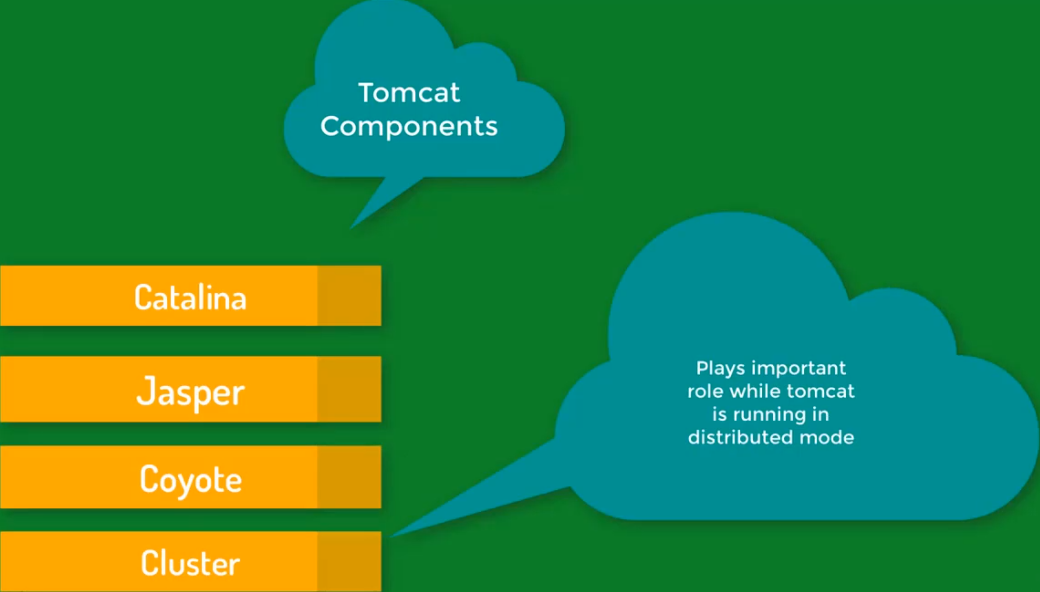 Tomcat
Components
Catalina
Jasper
Coyote
Cluster
Plays important
role while tomcat
is running in
distributed mode